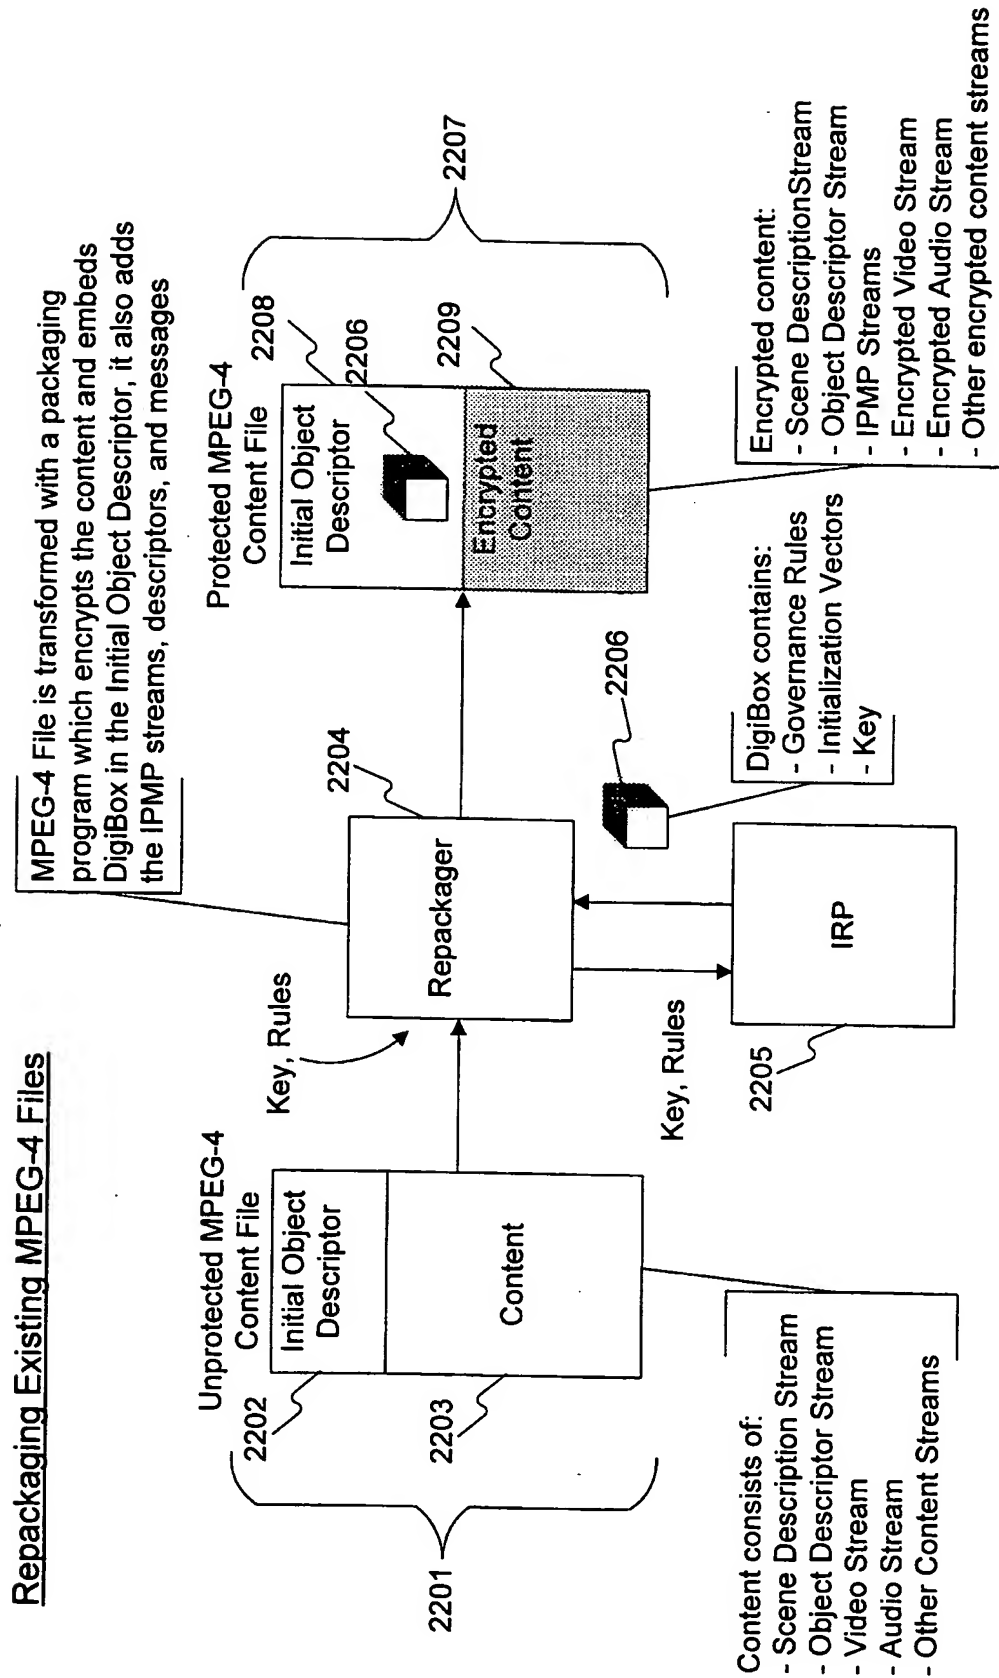 Repackaging Existing MPEG-4 Files
MPEG-4 File is transformed with a packaging
program which encrypts the content and embeds
DigiBox in the Initial Object Descriptor, it also adds
the IPMP streams, descriptors, and messages
Unprotected MPEG-4
Content File
Initial Object
Descriptor
Content
2201
2202
2203
Content consists of:
- Scene Description Stream
- Object Descriptor Stream
- Video Stream
- Audio Stream
- Other Content Streams
Key, Rules
Repackager
2204
Key, Rules
IRP
2205
2206
DigiBox contains:
- Governance Rules
- Initialization Vectors
- Key
Protected MPEG-4
Content File
Initial Object
Descriptor
Encrypted
Content
2208
2206
2209
2207
Encrypted content:
- Scene DescriptionStream
- Object Descriptor Stream
- IPMP Streams
- Encrypted Video Stream
- Encrypted Audio Stream
- Other encrypted content streams